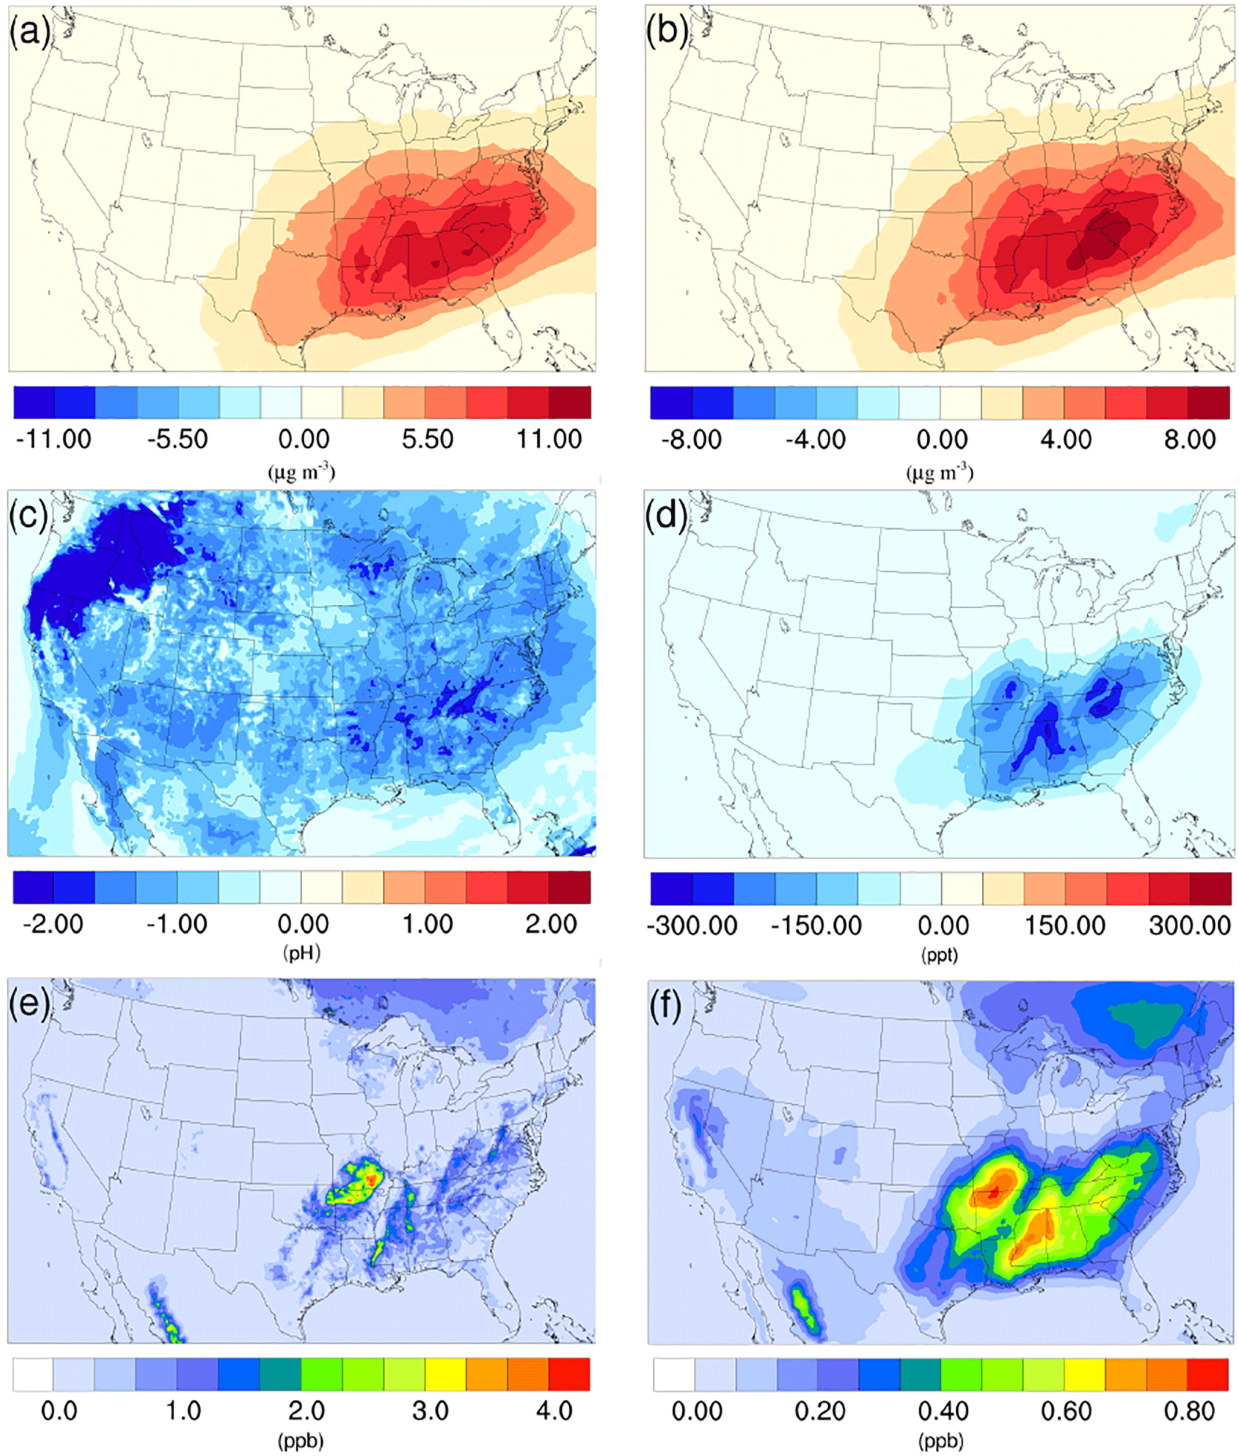 (a)
(b)
-11.00 -5.50 0.00 5.50 11.00
(μg m-3)
-8.00 -4.00 0.00 4.00 8.00
(μg m-3)
(c)
(d)
-2.00 -1.00 0.00 1.00 2.00
(pH)
-300.00 -150.00 0.00 150.00 300.00
(ppt)
(e)
(f)
0.0 1.0 2.0 3.0 4.0
(ppb)
0.00 0.20 0.40 0.60 0.80
(ppb)